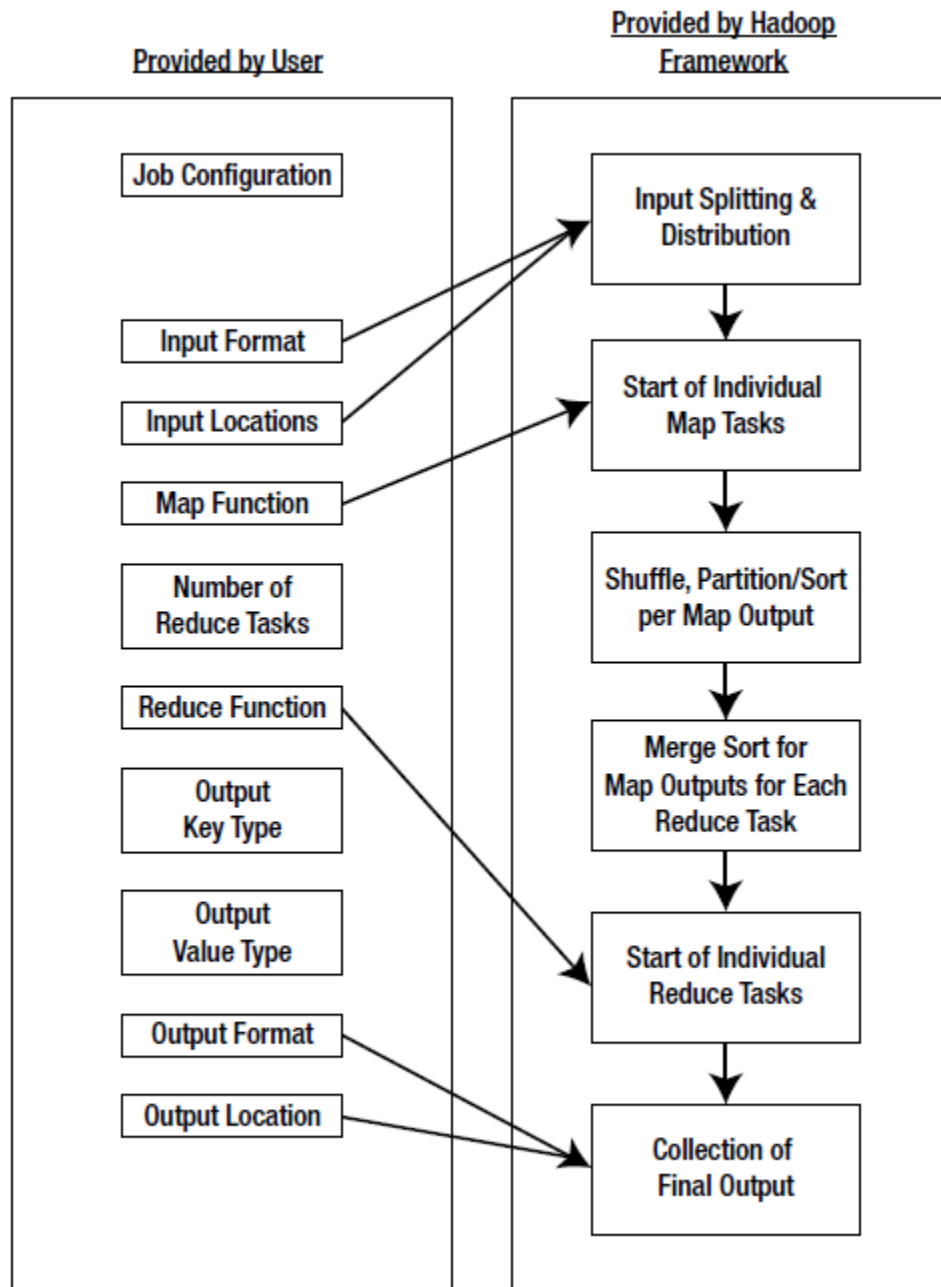 Provided by User
Job Configuration
Input Format
Input Locations
Map Function
Number of
Reduce Tasks
Reduce Function
Output
Key Type
Output
Value Type
Output Format
Output Location
Provided by Hadoop
Framework
Input Splitting &
Distribution
Start of Individual
Map Tasks
Shuffle, Partition/Sort
per Map Output
Merge Sort for
Map Outputs for Each
Reduce Task
Start of Individual
Reduce Tasks
Collection of
Final Output